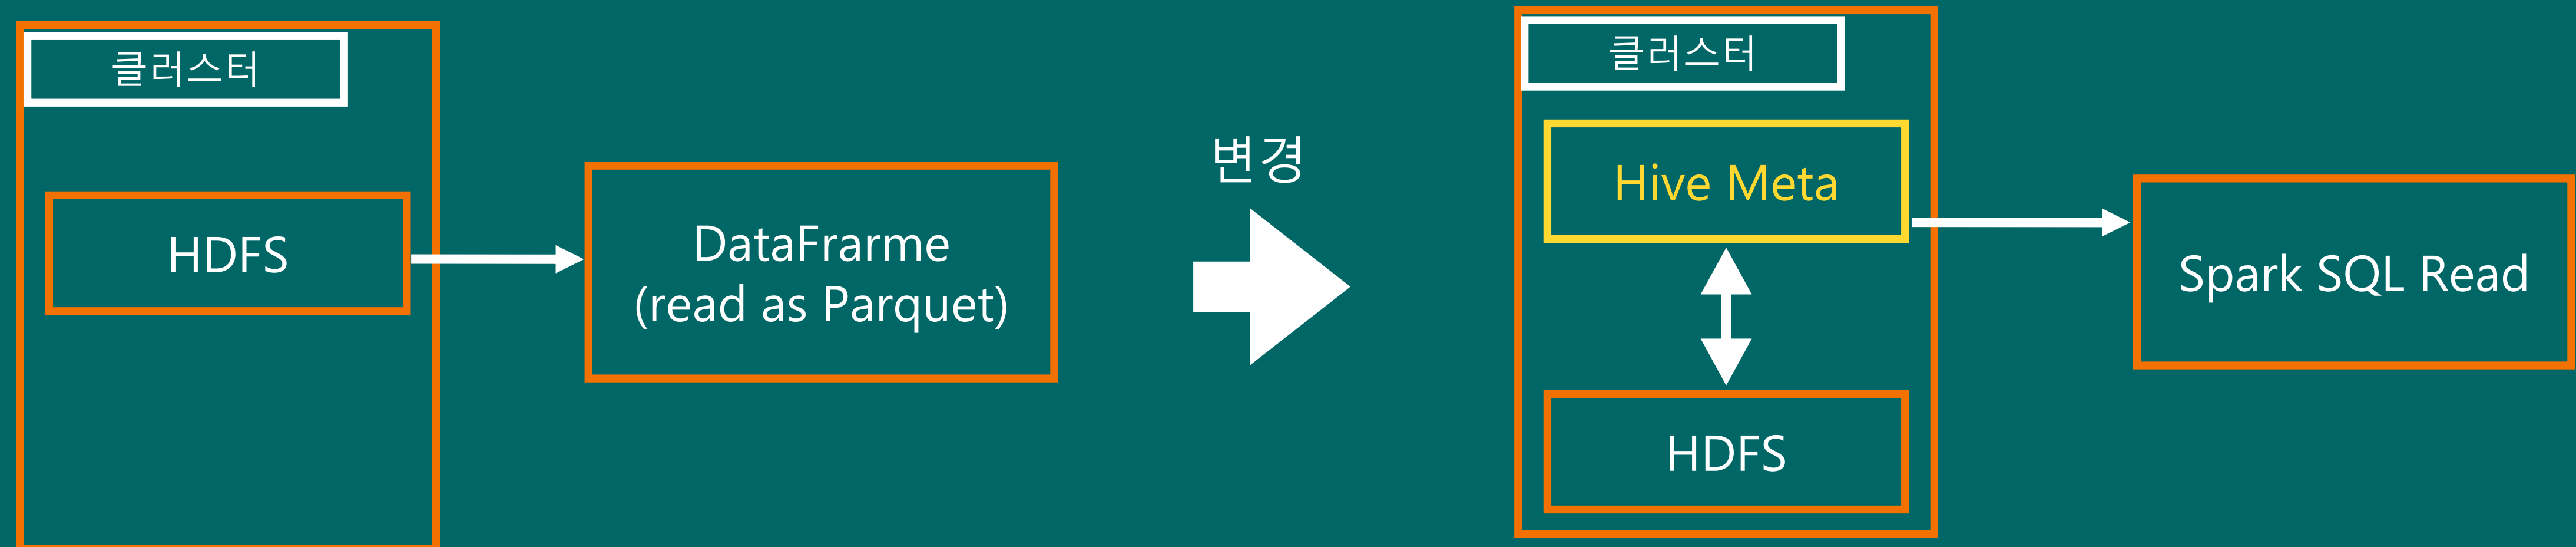 클러스터
HDFS
DataFrarme
(read as Parquet)
변경
클러스터
Hive Meta
HDFS
Spark SQL Read